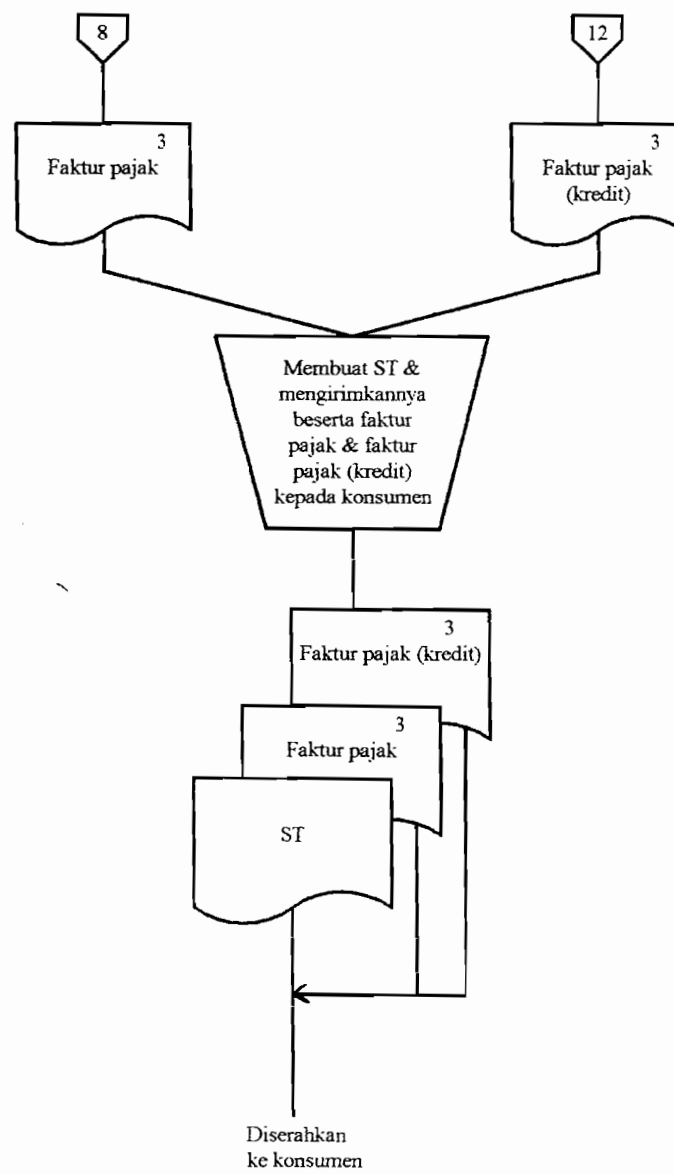 8
12
3
Faktur pajak
3
Faktur pajak
(kredit)
Membuat ST &
mengirimkannya
beserta faktur
pajak & faktur
pajak (kredit)
kepada konsumen
3
Faktur pajak (kredit)
3
Faktur pajak
ST
Diserahkan
ke konsumen